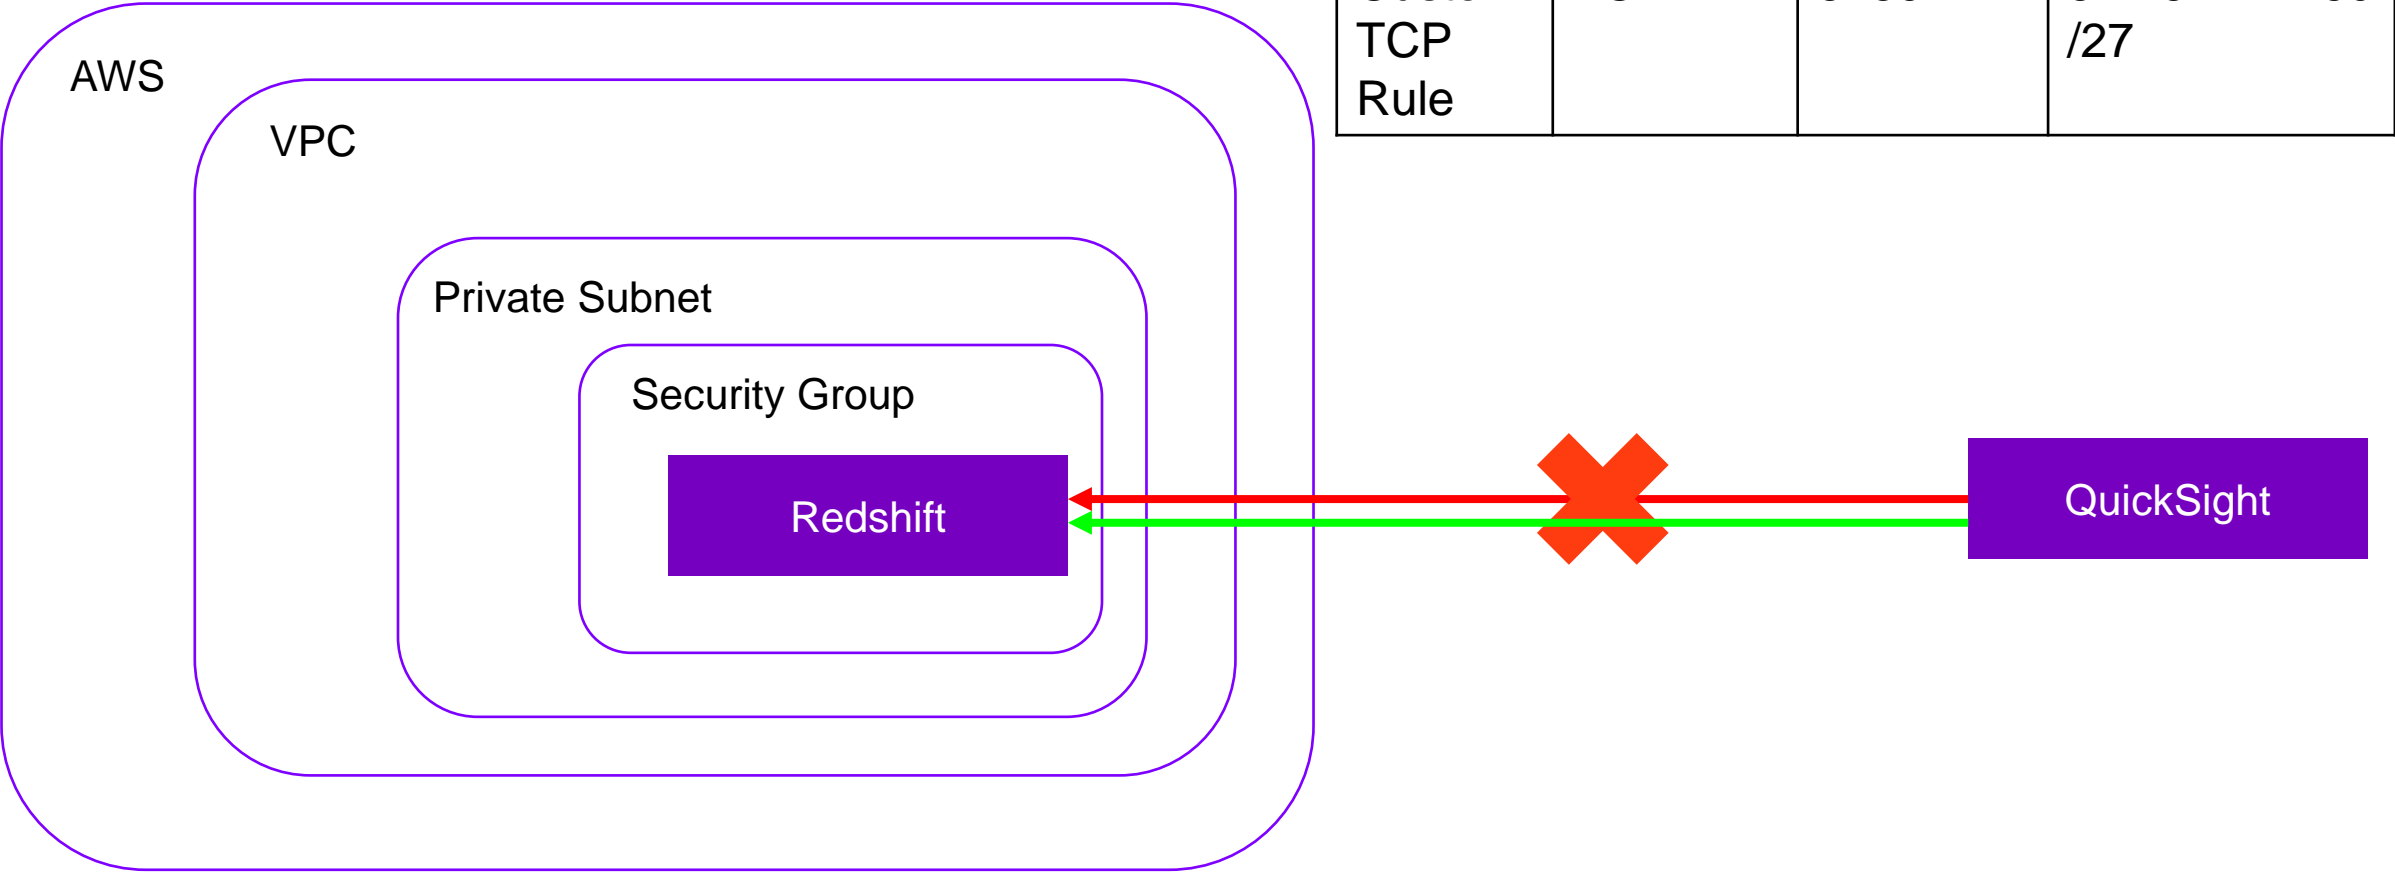 TCP
/27
Rule
AWS
VPC
Private Subnet
Security Group
Redshift
QuickSight